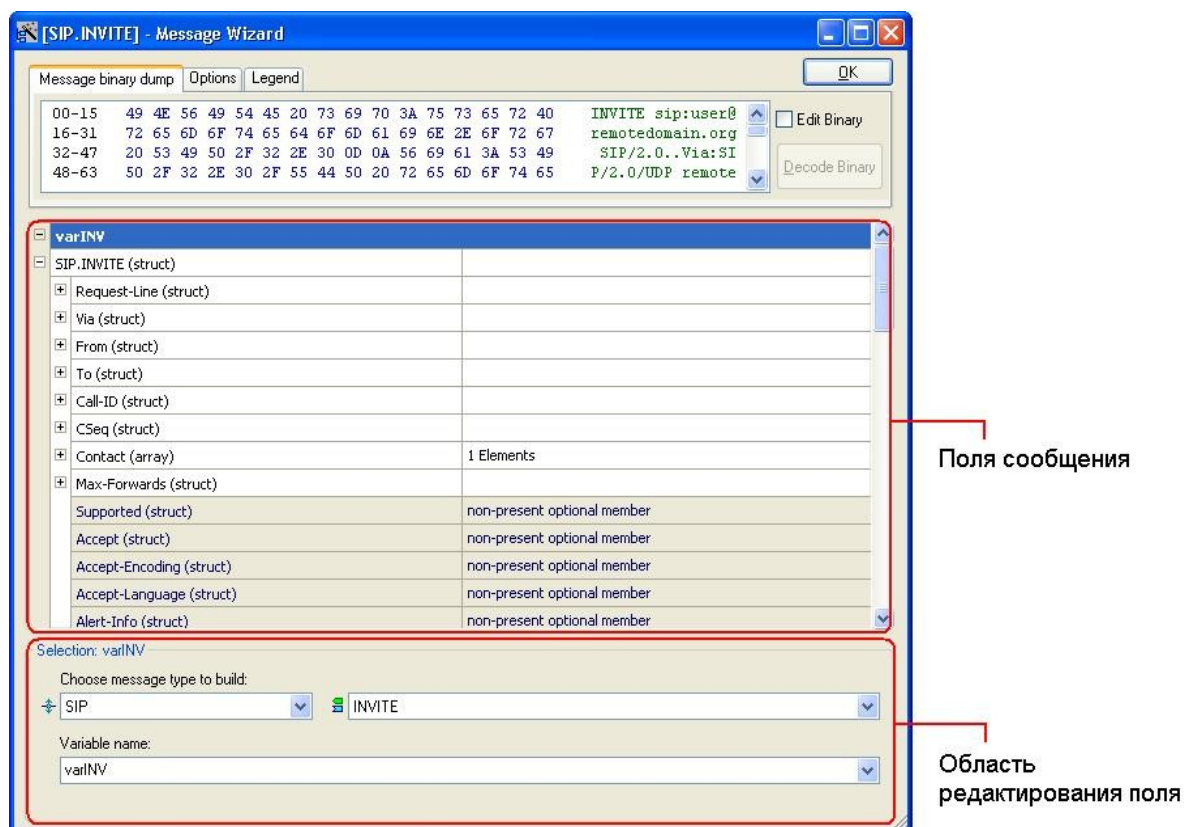 [SIP.INVITE] - Message Wizard
Message binary dump Options Legend OK
00-15 49 4E 56 49 54 45 20 73 69 70 3A 75 73 65 72 40 INVITE sip:user@
16-31 72 65 6D 6F 74 65 64 6F 6D 61 69 6E 2E 6F 72 67 remotedomain.org
32-47 20 53 49 50 2F 32 2E 30 0D 0A 56 69 61 3A 53 49 SIP/2.0..Via:SI
48-63 50 2F 32 2E 30 2F 55 44 50 20 72 65 6D 6F 74 65 P/2.0/UDP remote
Edit Binary
Decode Binary
varINV
SIP.INVITE (struct)
Request-Line (struct)
Via (struct)
From (struct)
To (struct)
Call-ID (struct)
CSeq (struct)
Contact (array) 1 Elements
Max-Forwards (struct)
Supported (struct) non-present optional member
Accept (struct) non-present optional member
Accept-Encoding (struct) non-present optional member
Accept-Language (struct) non-present optional member
Alert-Info (struct) non-present optional member
Поля сообщения
Selection: varINV
Choose message type to build:
SIP INVITE
Variable name:
varINV
Область
редактирования поля